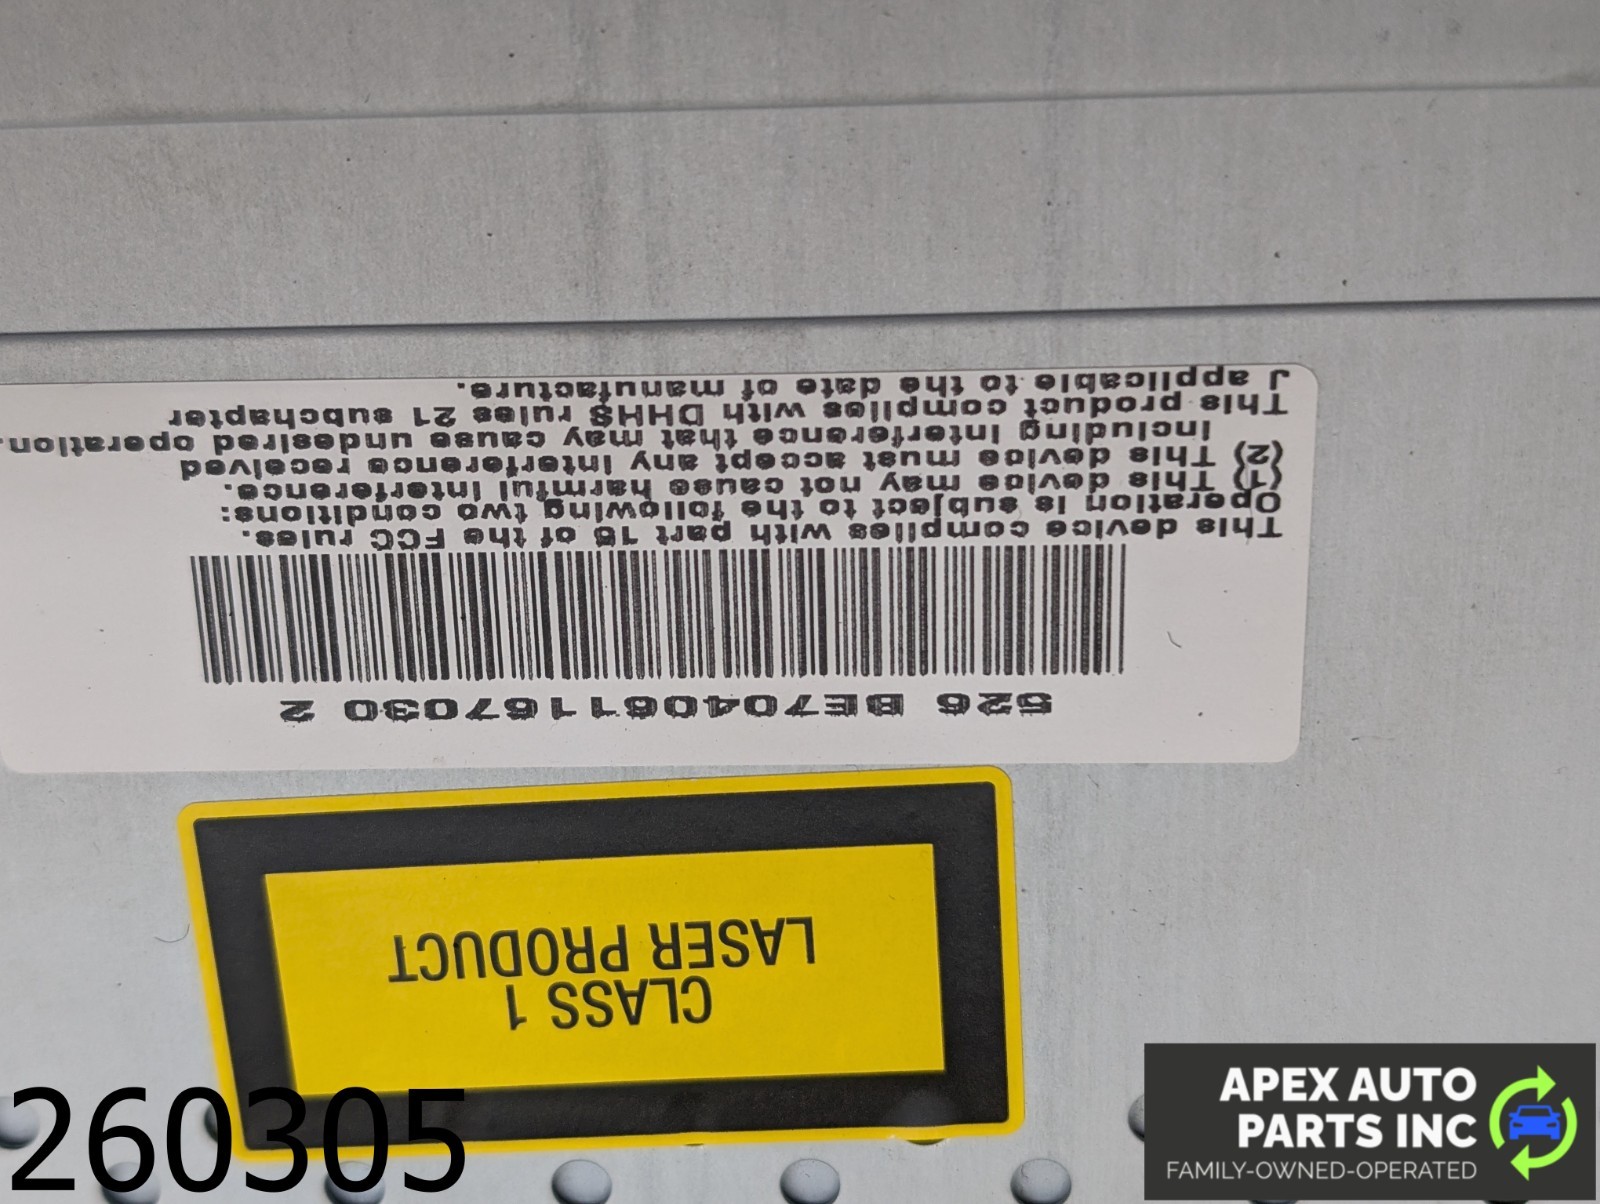 526 BE704061167030 2
This device complies with part 15 of the FCC rules.
Operation is subject to the following two conditions:
(1) This device may not cause harmful interference.
(2) This device must accept any interference received
including interference that may cause undesired operation.
This product complies with DHHS rules 21 subchapter
J applicable to the date of manufacture.
CLASS 1
LASER PRODUCT
260305
APEX AUTO
PARTS INC
FAMILY-OWNED-OPERATED